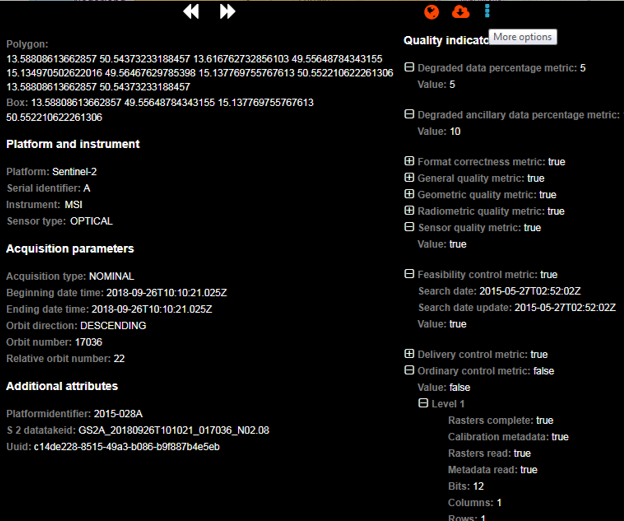 More options
Polygon:
13.58808613662857 50.54373233188457 13.616762732856103 49.55648784343155
15.134970502622016 49.56467629785398 15.137769755767613 50.552210622261306
13.58808613662857 50.54373233188457
Box: 13.58808613662857 49.55648784343155 15.137769755767613
50.552210622261306
Platform and instrument
Platform: Sentinel-2
Serial identifier: A
Instrument: MSI
Sensor type: OPTICAL
Acquisition parameters
Acquisition type: NOMINAL
Beginning date time: 2018-09-26T10:10:21.025Z
Ending date time: 2018-09-26T10:10:21.025Z
Orbit direction: DESCENDING
Orbit number: 17036
Relative orbit number: 22
Additional attributes
Platformidentifier: 2015-028A
S 2 datatakeid: GS2A_20180926T101021_017036_N02.08
Uuid: c14de228-8515-49a3-b086-b9f887b4e5eb
Quality indicato
Degraded data percentage metric: 5
Value: 5
Degraded ancillary data percentage metric:
Value: 10
Format correctness metric: true
General quality metric: true
Geometric quality metric: true
Radiometric quality metric: true
Sensor quality metric: true
Value: true
Feasibility control metric: true
Search date: 2015-05-27T02:52:02Z
Search date update: 2015-05-27T02:52:02Z
Value: true
Delivery control metric: true
Ordinary control metric: false
Value: false
Level 1
Rasters complete: true
Calibration metadata: true
Rasters read: true
Metadata read: true
Bits: 12
Columns: 1
Rows: 1